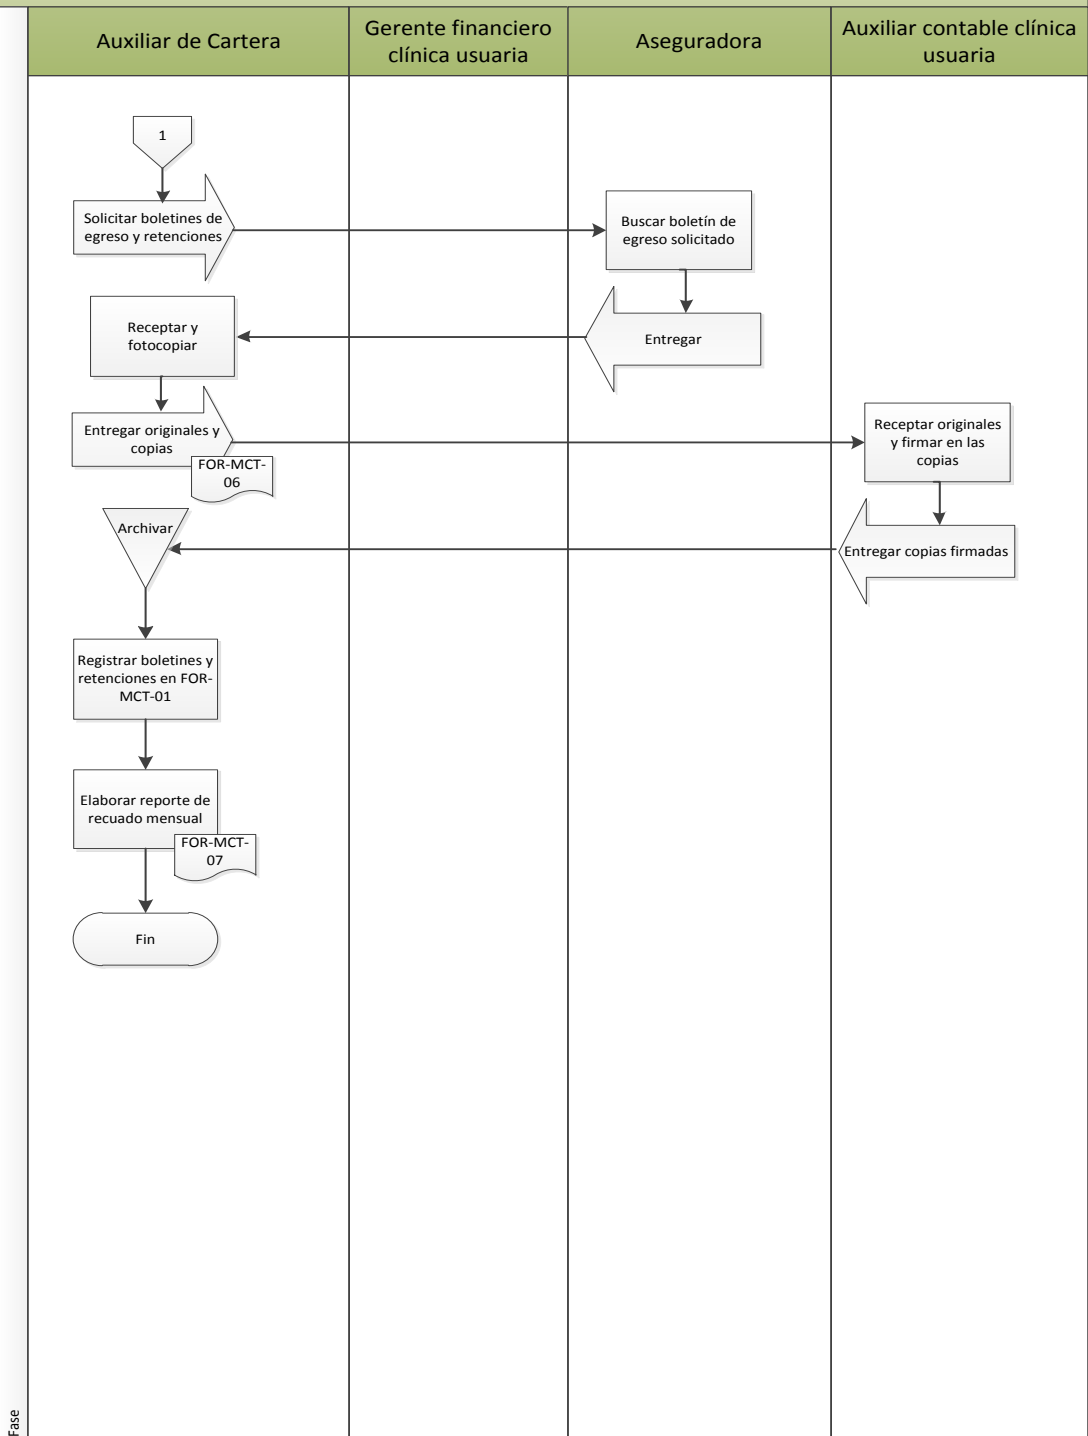 Auxiliar de Cartera
Gerente financiero
clínica usuaria
Aseguradora
Auxiliar contable clínica
usuaria
1
Solicitar boletines de
egreso y retenciones
Buscar boletín de
egreso solicitado
Receptar y
fotocopiar
Entregar
Entregar originales y
copias
FOR-MCT-
06
Receptar originales
y firmar en las
copias
Archivar
Entregar copias firmadas
Registrar boletines y
retenciones en FOR-
MCT-01
Elaborar reporte de
recuado mensual
FOR-MCT-
07
Fin
Fase